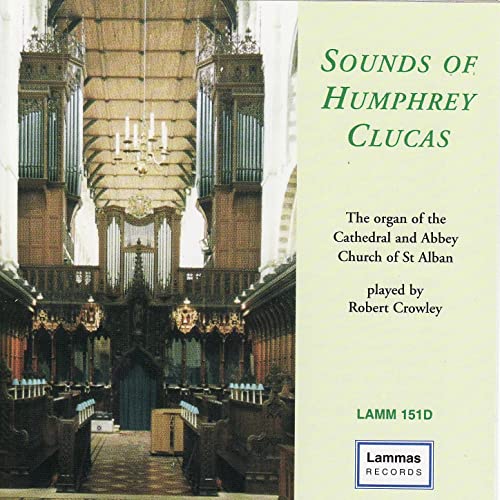 SOUNDS OF
HUMPHREY
CLUCAS
The organ of the
Cathedral and Abbey
Church of St Alban
played by
Robert Crowley
LAMM 151D
Lammas
RECORDS